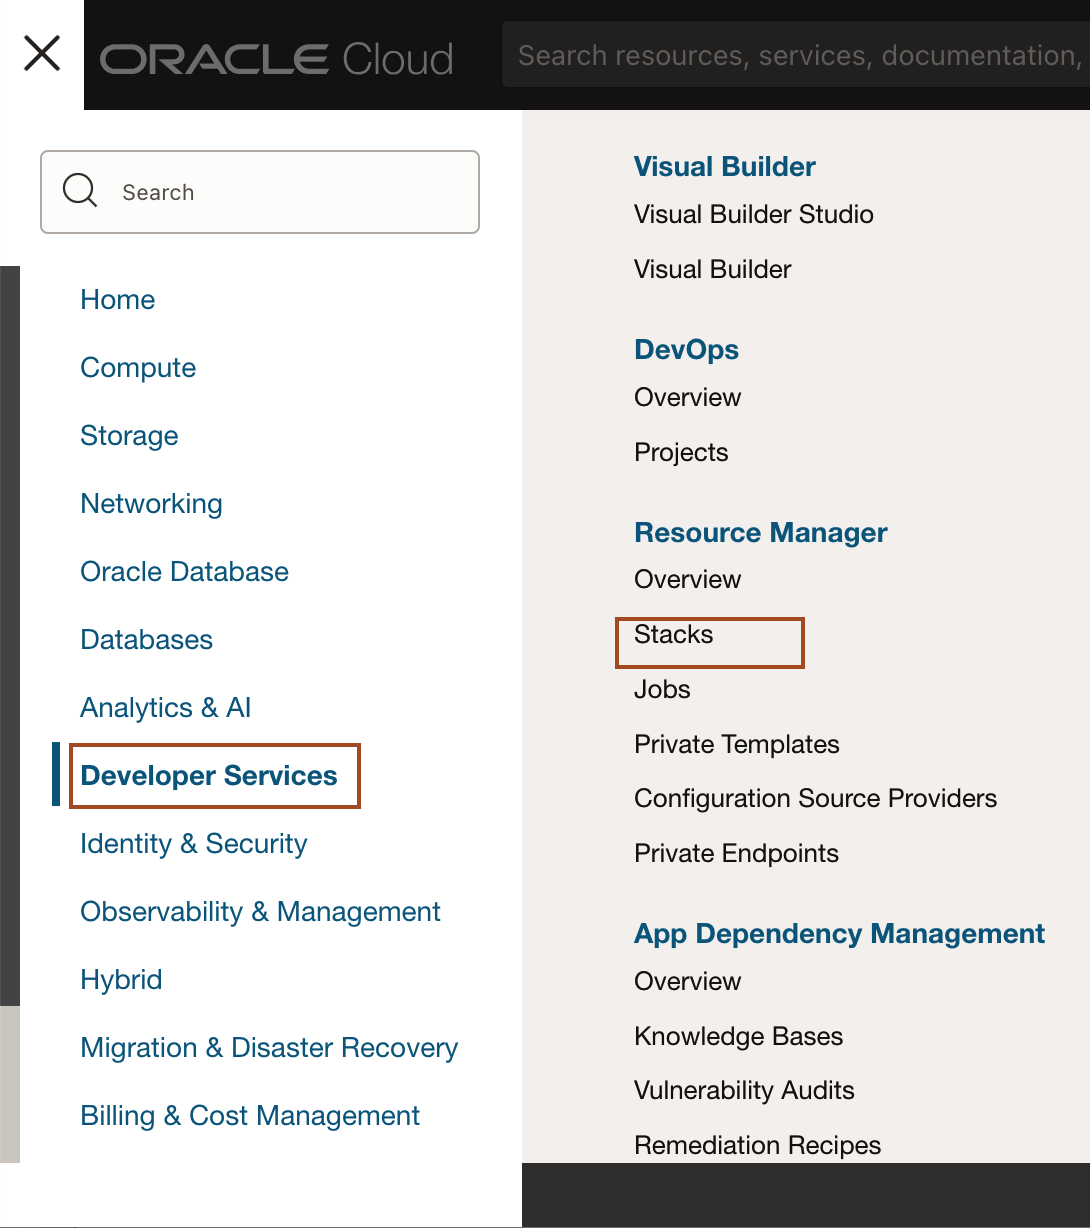 ORACLE Cloud
Search resources, services, documentation,
Search
Home
Compute
Storage
Networking
Oracle Database
Databases
Analytics & AI
Developer Services
Identity & Security
Observability & Management
Hybrid
Migration & Disaster Recovery
Billing & Cost Management
Visual Builder
Visual Builder Studio
Visual Builder
DevOps
Overview
Projects
Resource Manager
Overview
Stacks
Jobs
Private Templates
Configuration Source Providers
Private Endpoints
App Dependency Management
Overview
Knowledge Bases
Vulnerability Audits
Remediation Recipes